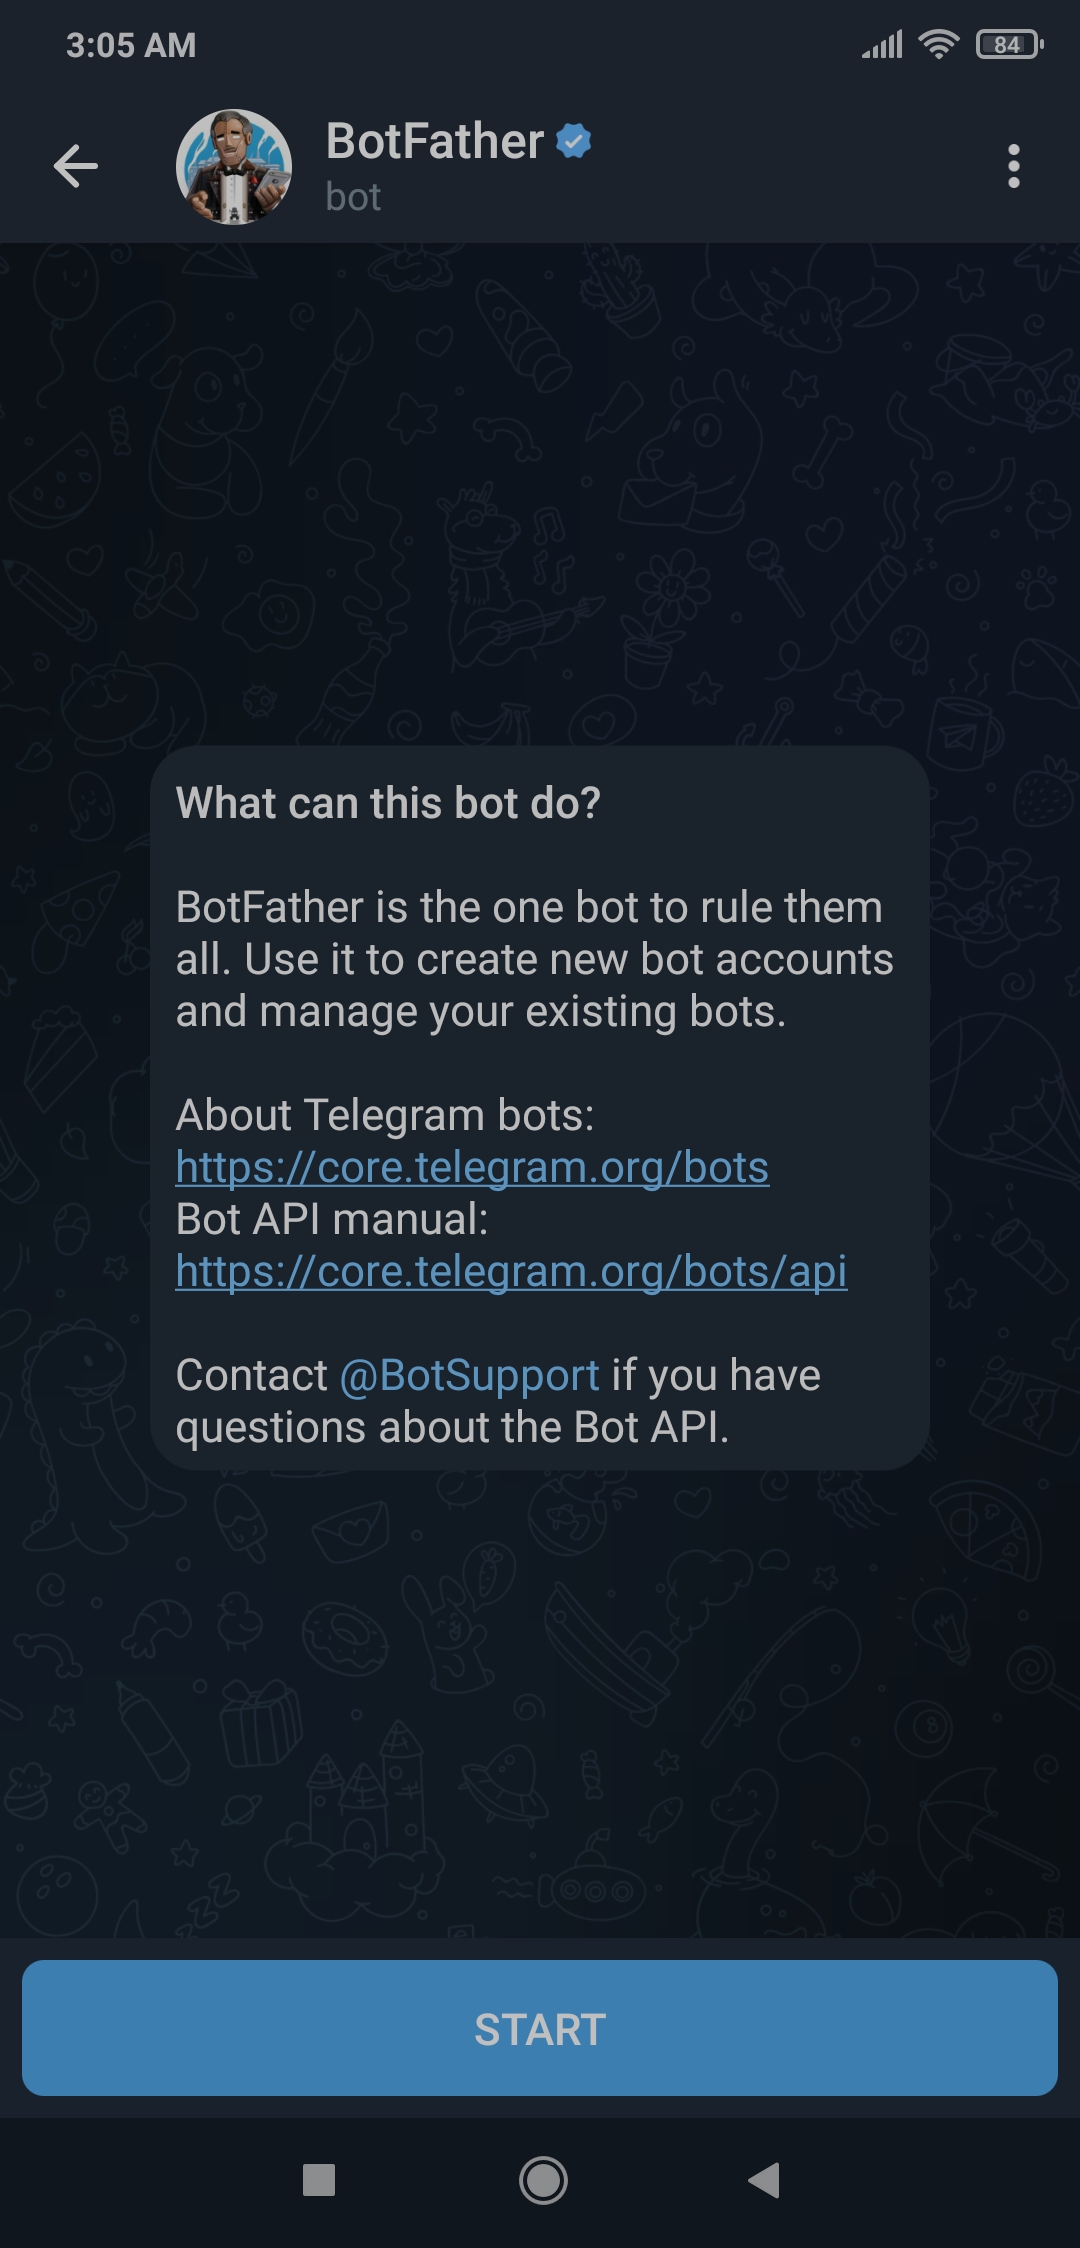 3:05 AM
84
BotFather
bot
What can this bot do?
BotFather is the one bot to rule them
all. Use it to create new bot accounts
and manage your existing bots.
About Telegram bots:
https://core.telegram.org/bots
Bot API manual:
https://core.telegram.org/bots/api
Contact @BotSupport if you have
questions about the Bot API.
START